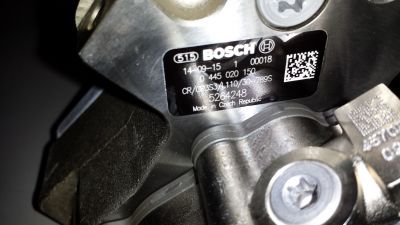 515 BOSCH
14-09-15 1 00018
0 445 020 150
CR/CP3S3/L110/30-789S
5264248
Made in Czech Republic